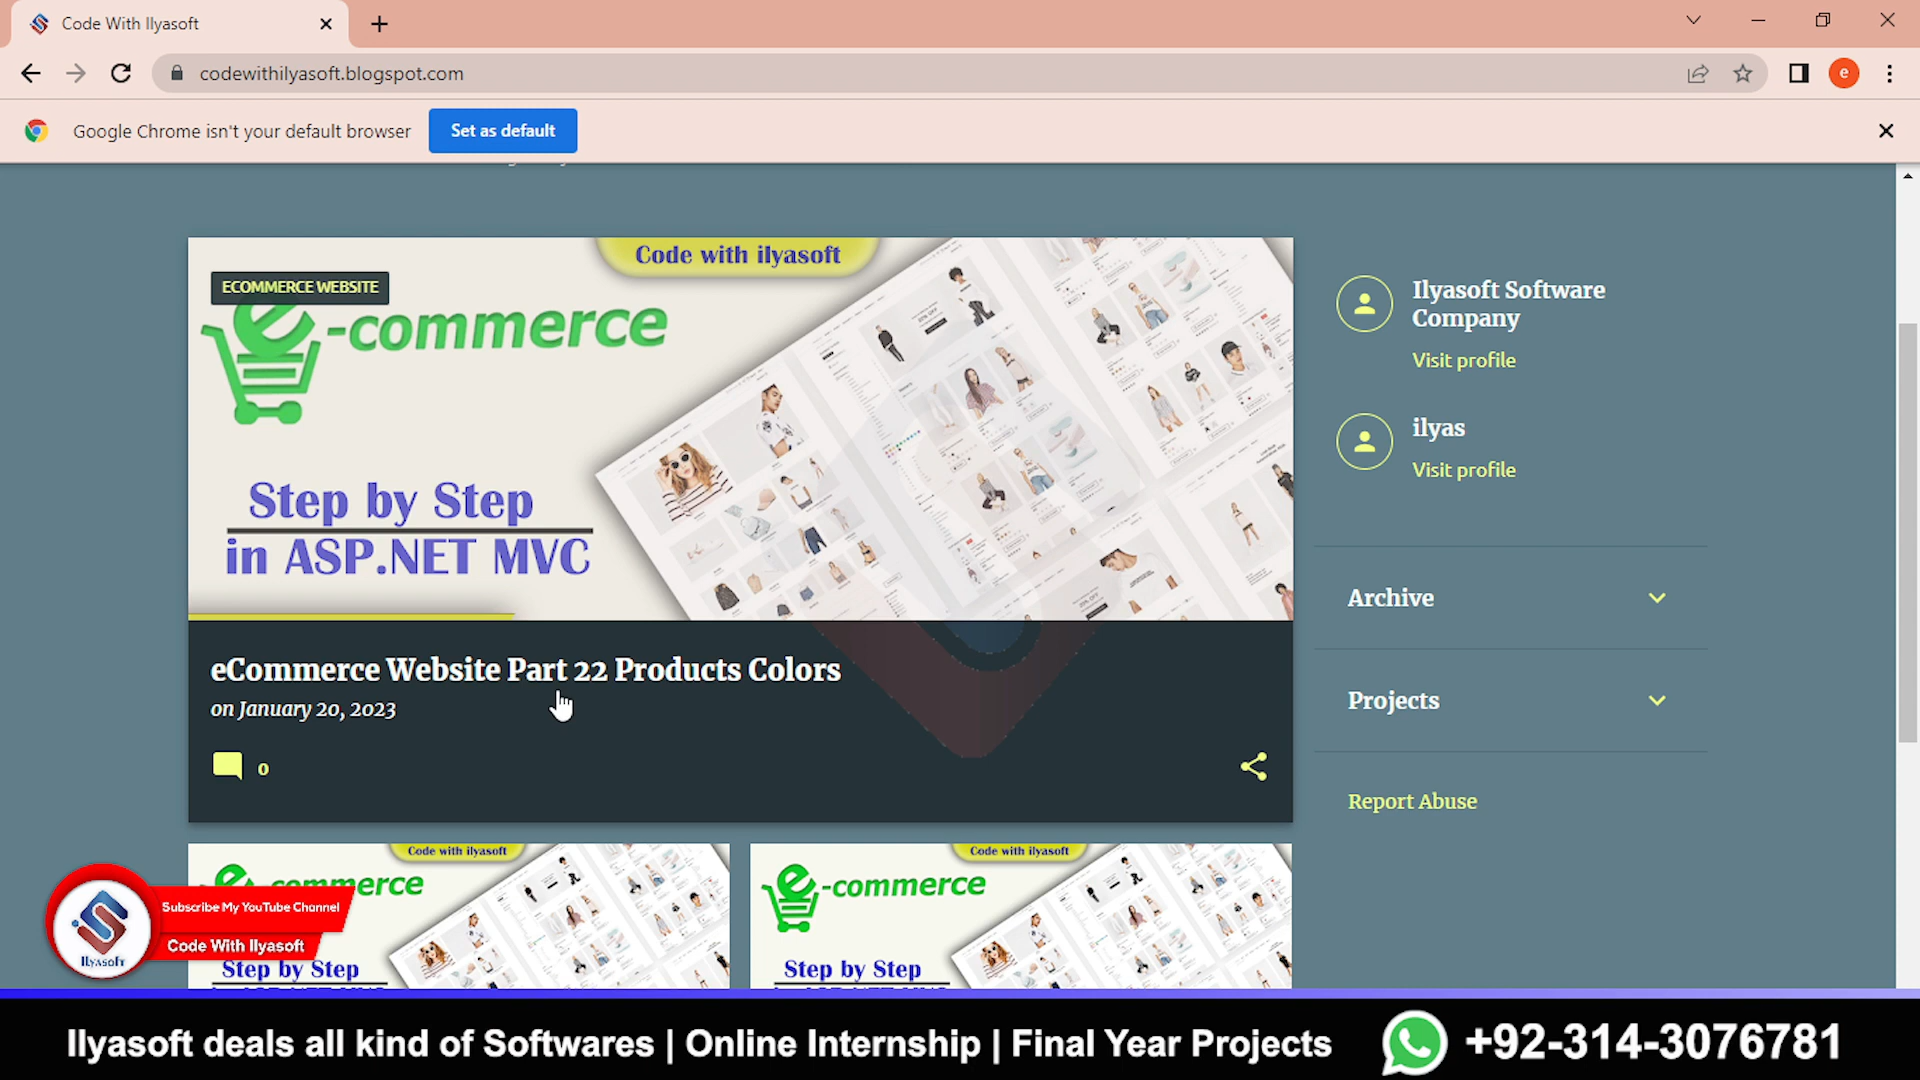 Code With Ilyasoft
codewithilyasoft.blogspot.com
e
Google Chrome isn't your default browser
Set as default
Code with ilyasoft
ECOMMERCE WEBSITE
e-commerce
Step by Step
in ASP.NET MVC
eCommerce Website Part 22 Products Colors
on January 20, 2023
0
Ilyasoft Software
Company
Visit profile
ilyas
Visit profile
Archive
Projects
Report Abuse
Code with ilyasoft
Code with ilyasoft
e-commerce
Subscribe My YouTube Channel
Code With Ilyasoft
Ilyasoft
Step by Step
Step by Step
Ilyasoft deals all kind of Softwares | Online Internship | Final Year Projects
+92-314-3076781